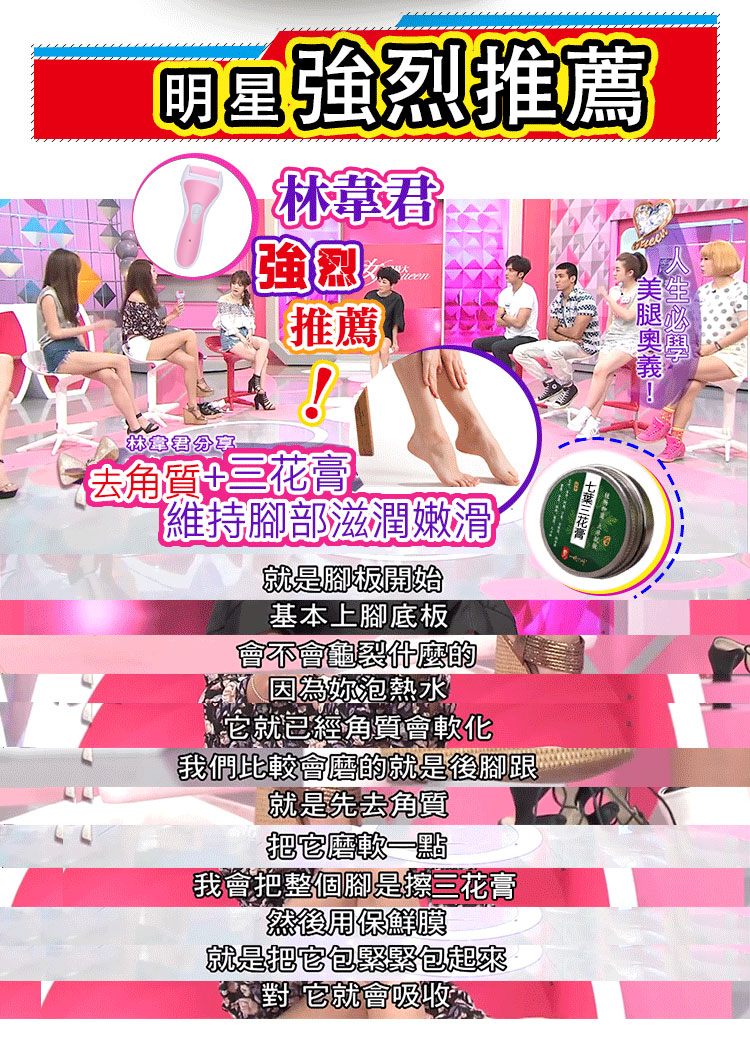 明星強烈推薦
林韋君
強烈
推薦
！
女
Queen
Queen
人生必學
美腿奧義！
林韋君分享
去角質+三花膏
維持腳部滋潤嫩滑
七葉三花膏
就是腳板開始
基本上腳底板
會不會龜裂什麼的
因為妳泡熱水
它就已經角質會軟化
我們比較會磨的就是後腳跟
就是先去角質
把它磨軟一點
我會把整個腳是擦三花膏
然後用保鮮膜
就是把它包緊緊包起來
對 它就會吸收